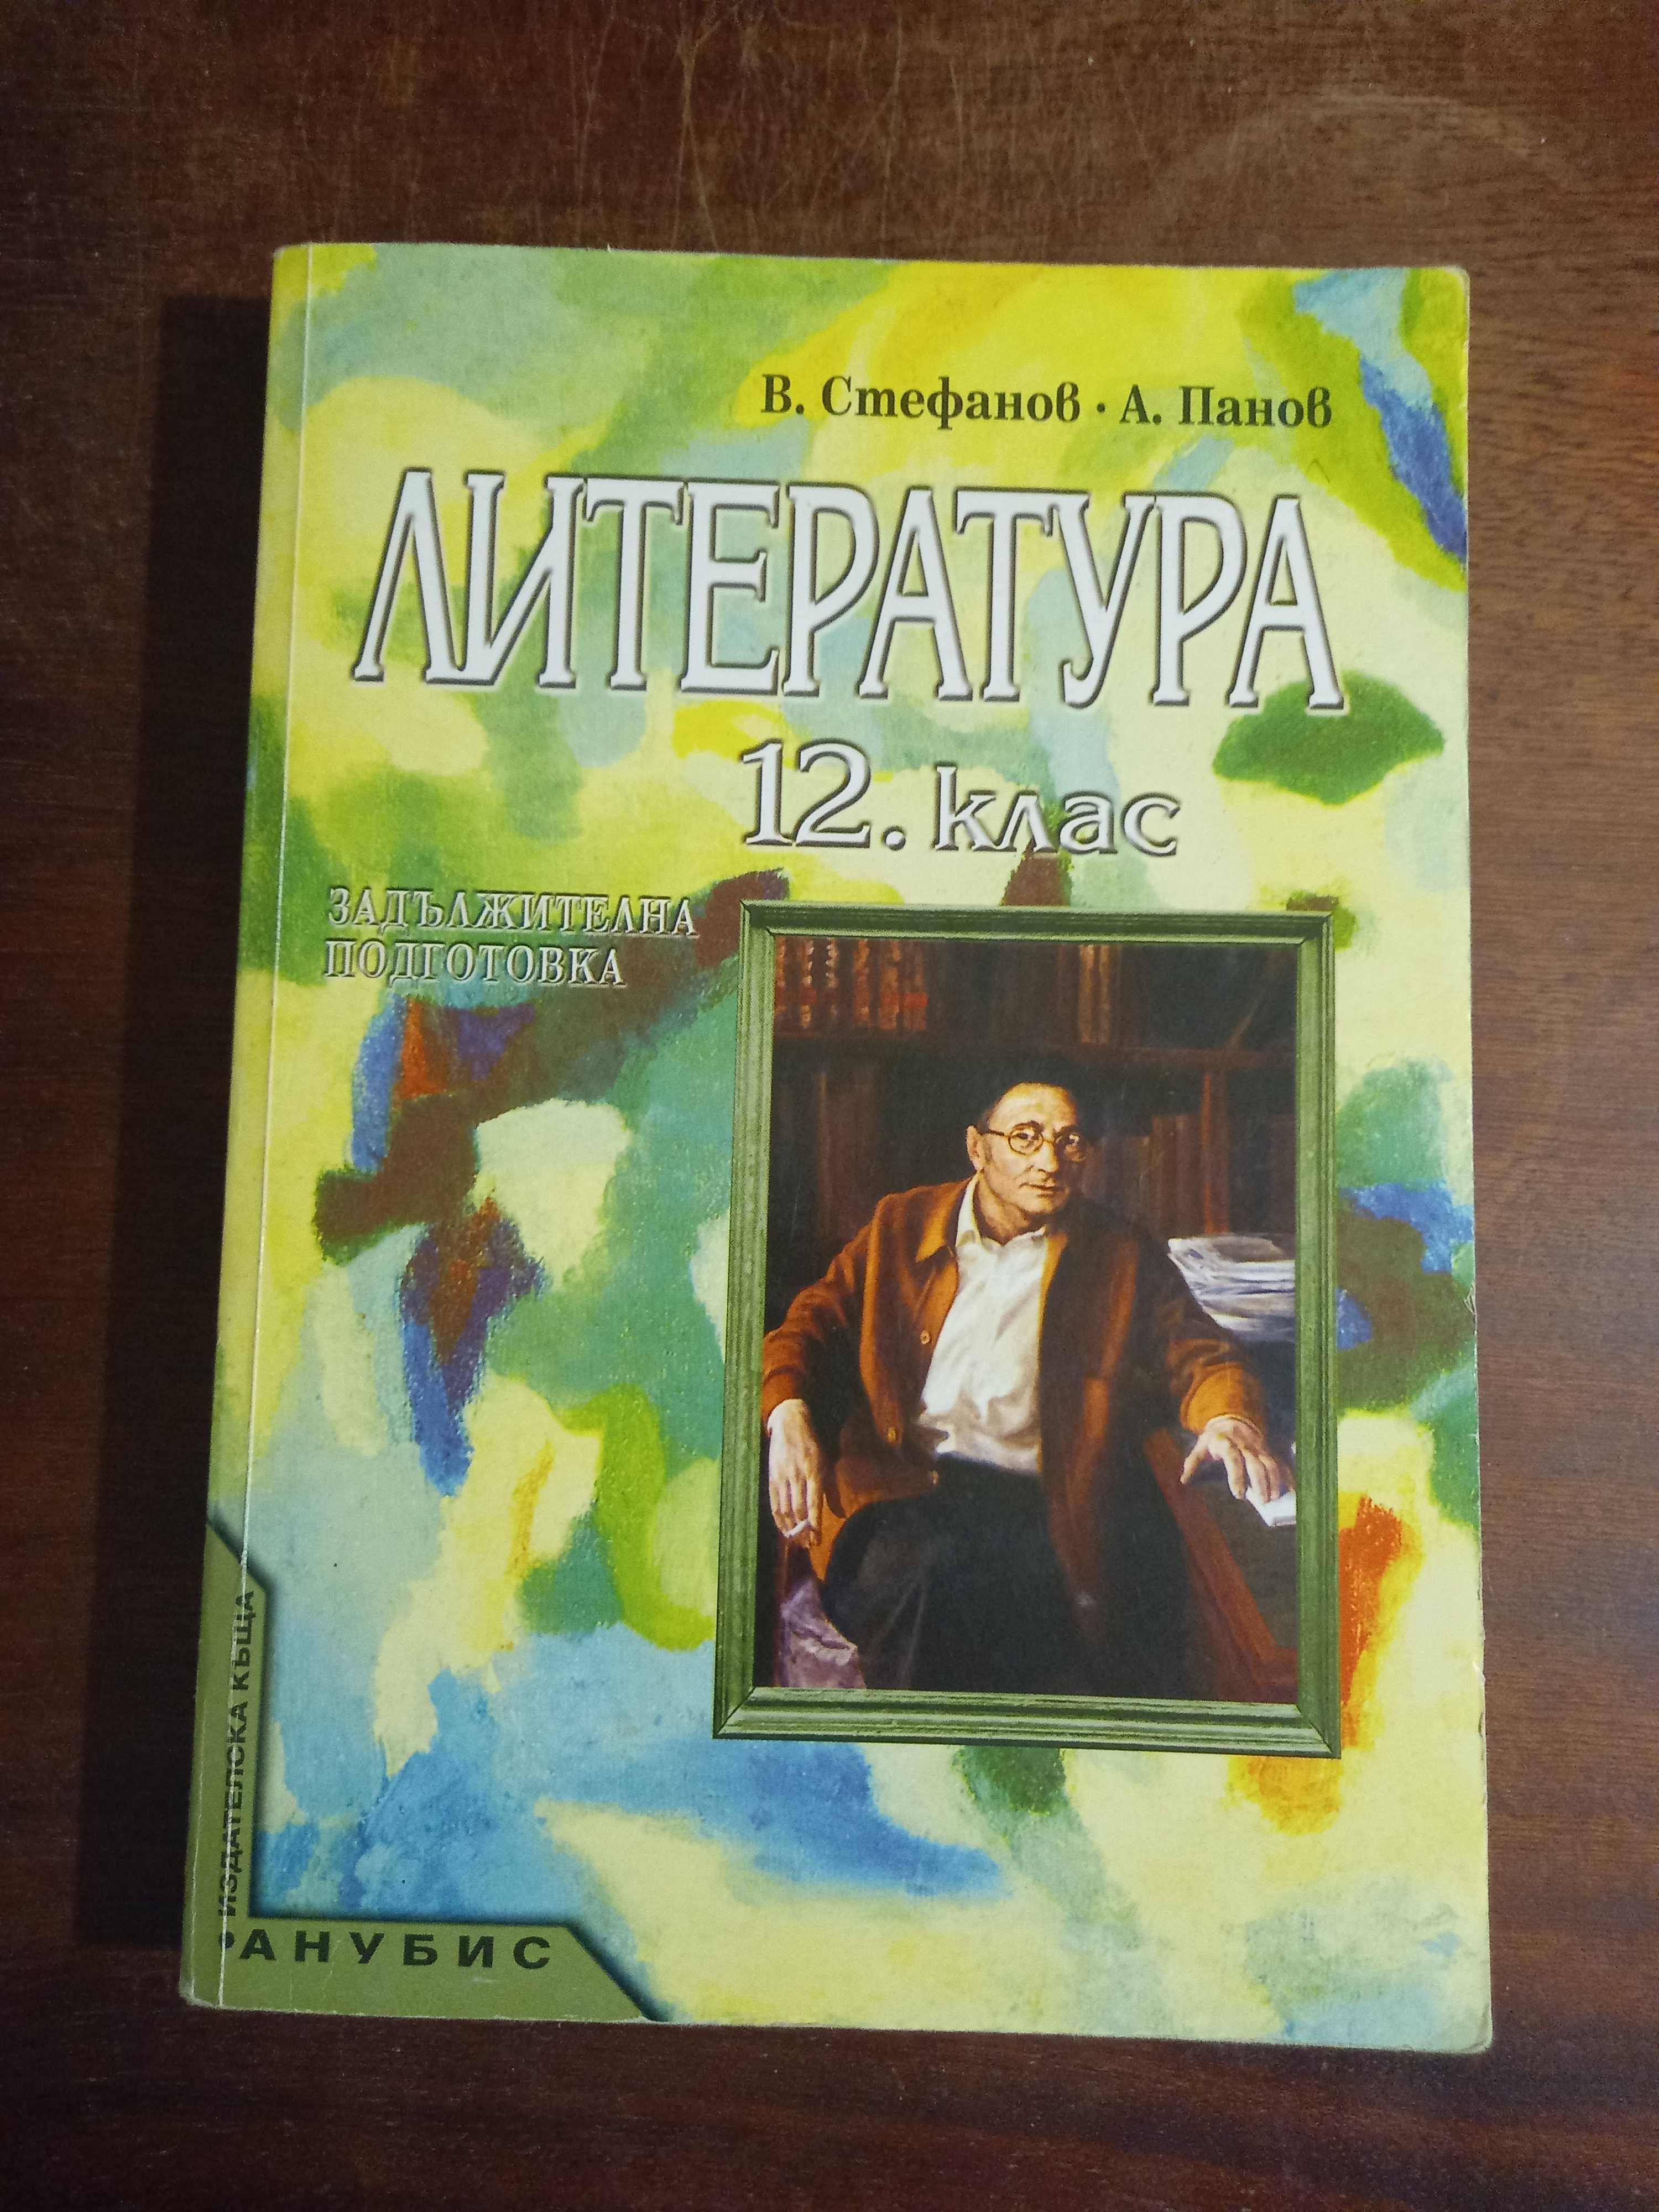 В. Стефанов • А. Панов
ЛИТЕРАТУРА
12. клас
ЗАДЪЛЖИТЕЛНА
ПОДГОТОВКА
• ИЗДАТЕЛСКА КЪЩА
• АНУБИС